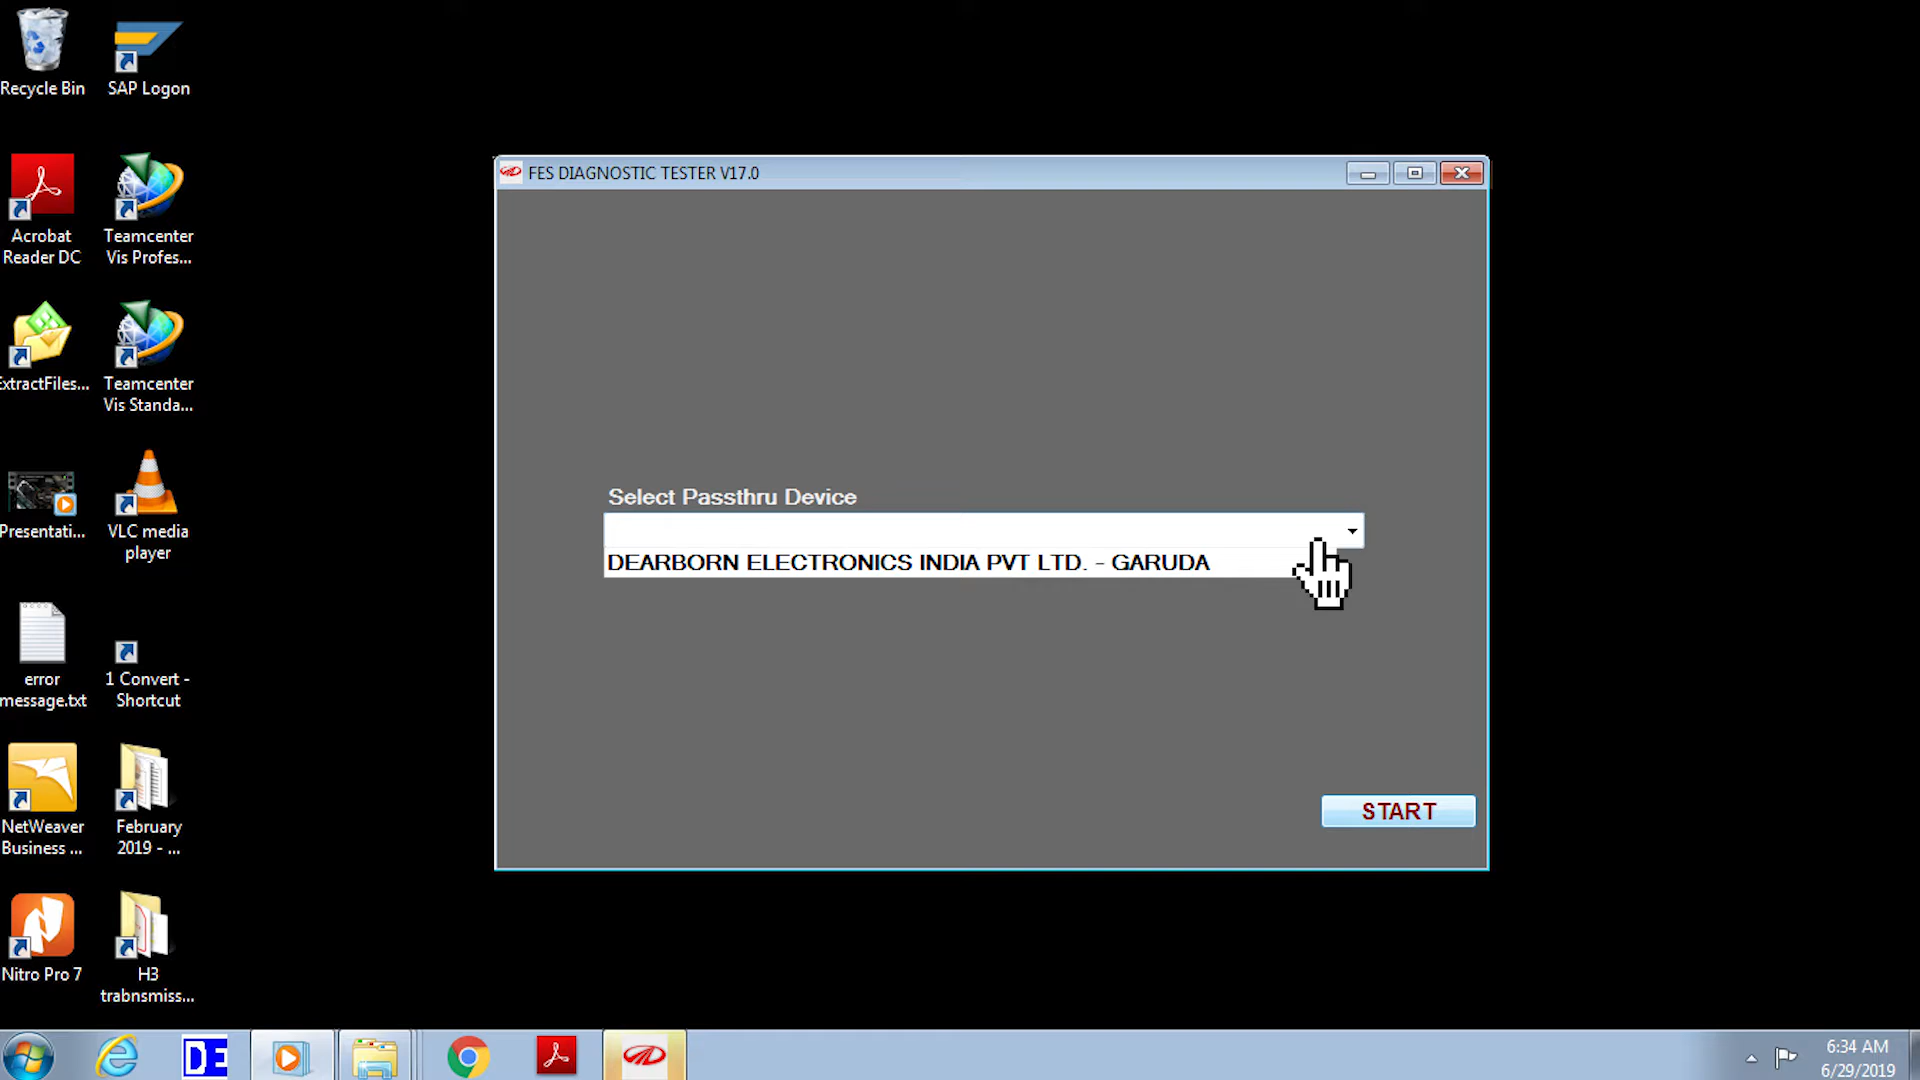 Recycle Bin
SAP Logon
Acrobat
Reader DC
Teamcenter
Vis Profes...
ExtractFiles...
Teamcenter
Vis Standa...
Presentati...
VLC media
player
error
message.txt
1 Convert -
Shortcut
NetWeaver
Business ...
February
2019 - ...
Nitro Pro 7
H3
trabnsmiss...
FES DIAGNOSTIC TESTER V17.0
Select Passthru Device
DEARBORN ELECTRONICS INDIA PVT LTD. - GARUDA
START
DE
6:34 AM
6/29/2019